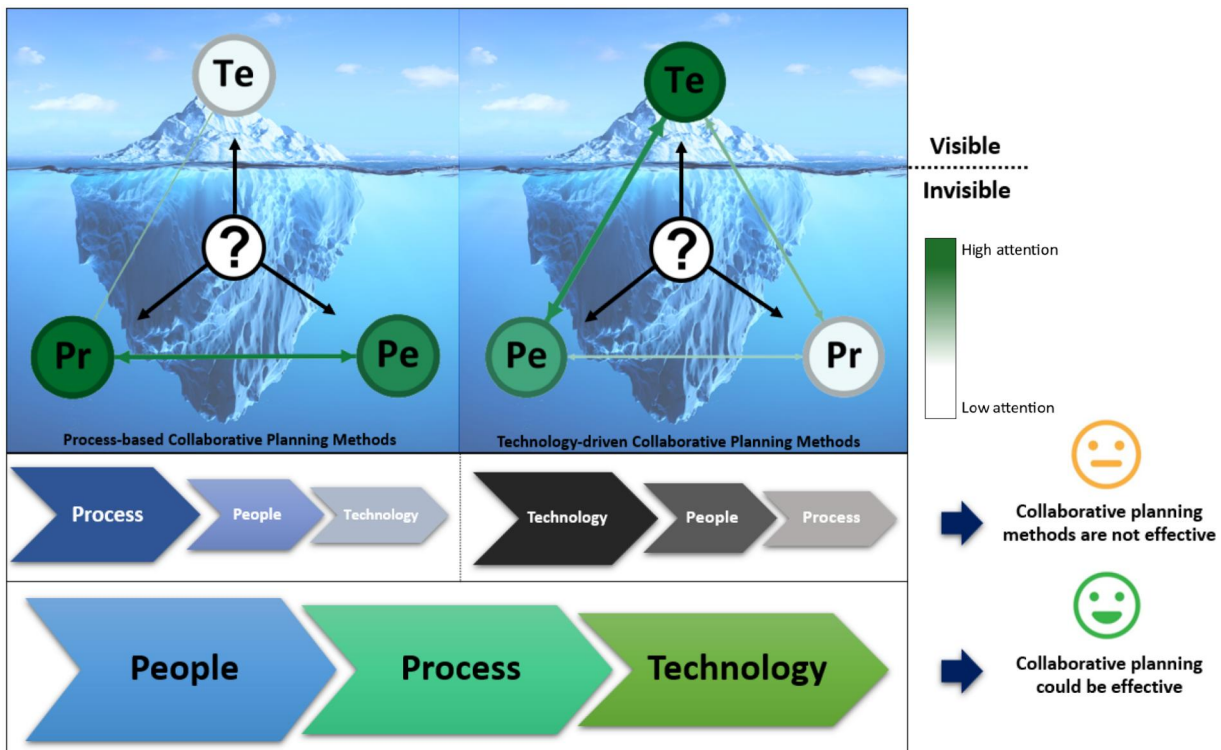 Te
?
Pr
Pe
Process-based Collaborative Planning Methods
Te
?
Pe
Pr
Technology-driven Collaborative Planning Methods
Visible
Invisible
High attention
Low attention
Process
People
Technology
Technology
People
Process
Collaborative planning
methods are not effective
People
Process
Technology
Collaborative planning
could be effective